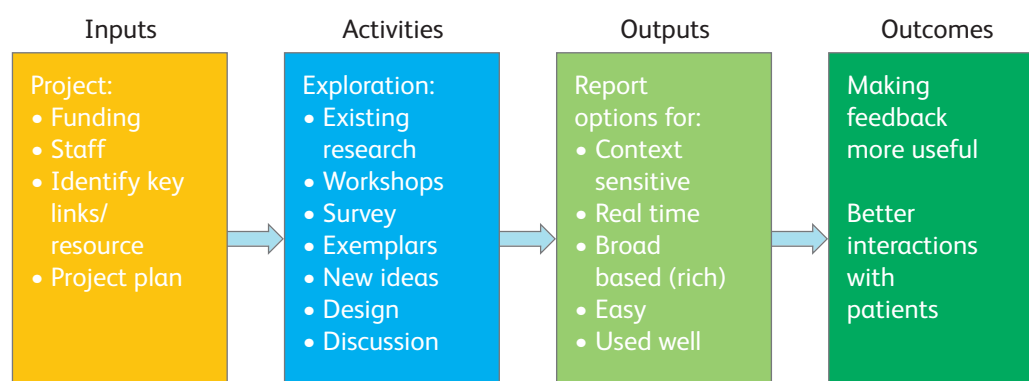 Inputs
Project:
• Funding
• Staff
• Identify key
links/
resource
• Project plan
Activities
Exploration:
• Existing
research
• Workshops
• Survey
• Exemplars
• New ideas
• Design
• Discussion
Outputs
Report
options for:
• Context
sensitive
• Real time
• Broad
based (rich)
• Easy
• Used well
Outcomes
Making
feedback
more useful
Better
interactions
with
patients